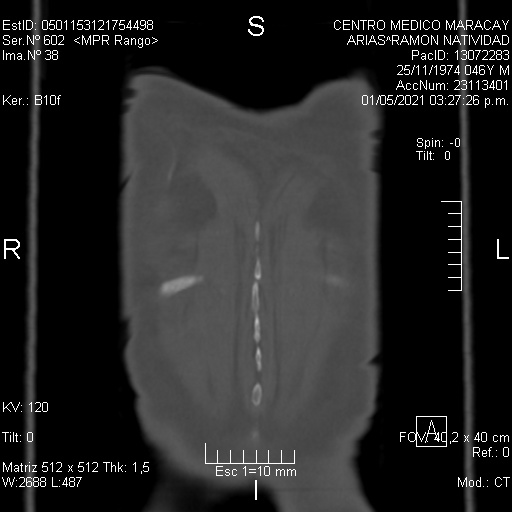 EstID: 0501153121754498
Ser.Nº 602 <MPR Rango>
Ima.Nº 38
Ker.: B10f
S
CENTRO MEDICO MARACAY
ARIAS^RAMON NATIVIDAD
PacID: 13072283
25/11/1974 046Y M
AccNum: 23113401
01/05/2021 03:27:26 p.m.
Spin: -0
Tilt: 0
R
L
KV: 120
Tilt: 0
Matriz 512 x 512 Thk: 1,5
W:2688 L:487
Esc 1=10 mm
I
A
FOV 40,2 x 40 cm
Ref.: 0
Mod.: CT